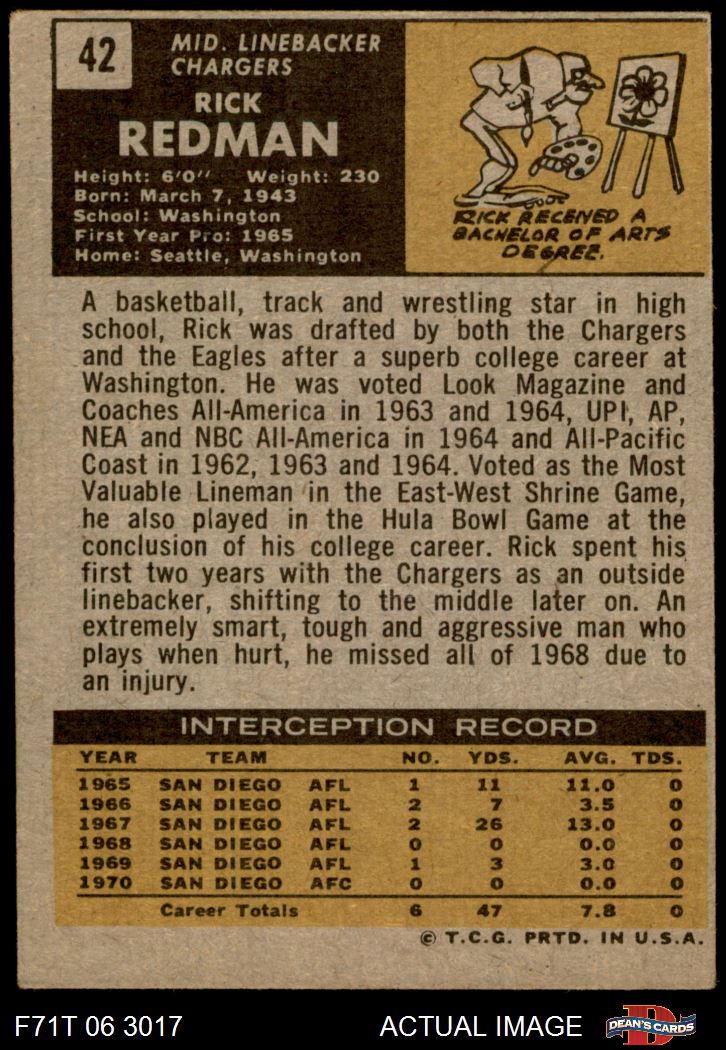 42
MID. LINEBACKER
CHARGERS
RICK
REDMAN
Height: 6'0" Weight: 230
Born: March 7, 1943
School: Washington
First Year Pro: 1965
Home: Seattle, Washington
RICK RECEIVED A
BACHELOR OF ARTS
DEGREE.
A basketball, track and wrestling star in high
school, Rick was drafted by both the Chargers
and the Eagles after a superb college career at
Washington. He was voted Look Magazine and
Coaches All-America in 1963 and 1964, UPI, AP,
NEA and NBC All-America in 1964 and All-Pacific
Coast in 1962, 1963 and 1964. Voted as the Most
Valuable Lineman in the East-West Shrine Game,
he also played in the Hula Bowl Game at the
conclusion of his college career. Rick spent his
first two years with the Chargers as an outside
linebacker, shifting to the middle later on. An
extremely smart, tough and aggressive man who
plays when hurt, he missed all of 1968 due to
an injury.
INTERCEPTION RECORD
YEAR TEAM NO. YDS. AVG. TDS.
1965 SAN DIEGO AFL 1 11 11.0 0
1966 SAN DIEGO AFL 2 7 3.5 0
1967 SAN DIEGO AFL 2 26 13.0 0
1968 SAN DIEGO AFL 0 0 0.0 0
1969 SAN DIEGO AFL 1 3 3.0 0
1970 SAN DIEGO AFC 0 0 0.0 0
Career Totals 6 47 7.8 0
© T.C.G. PRTD. IN U.S.A.
F71T 06 3017 ACTUAL IMAGE D DEAN'S CARDS